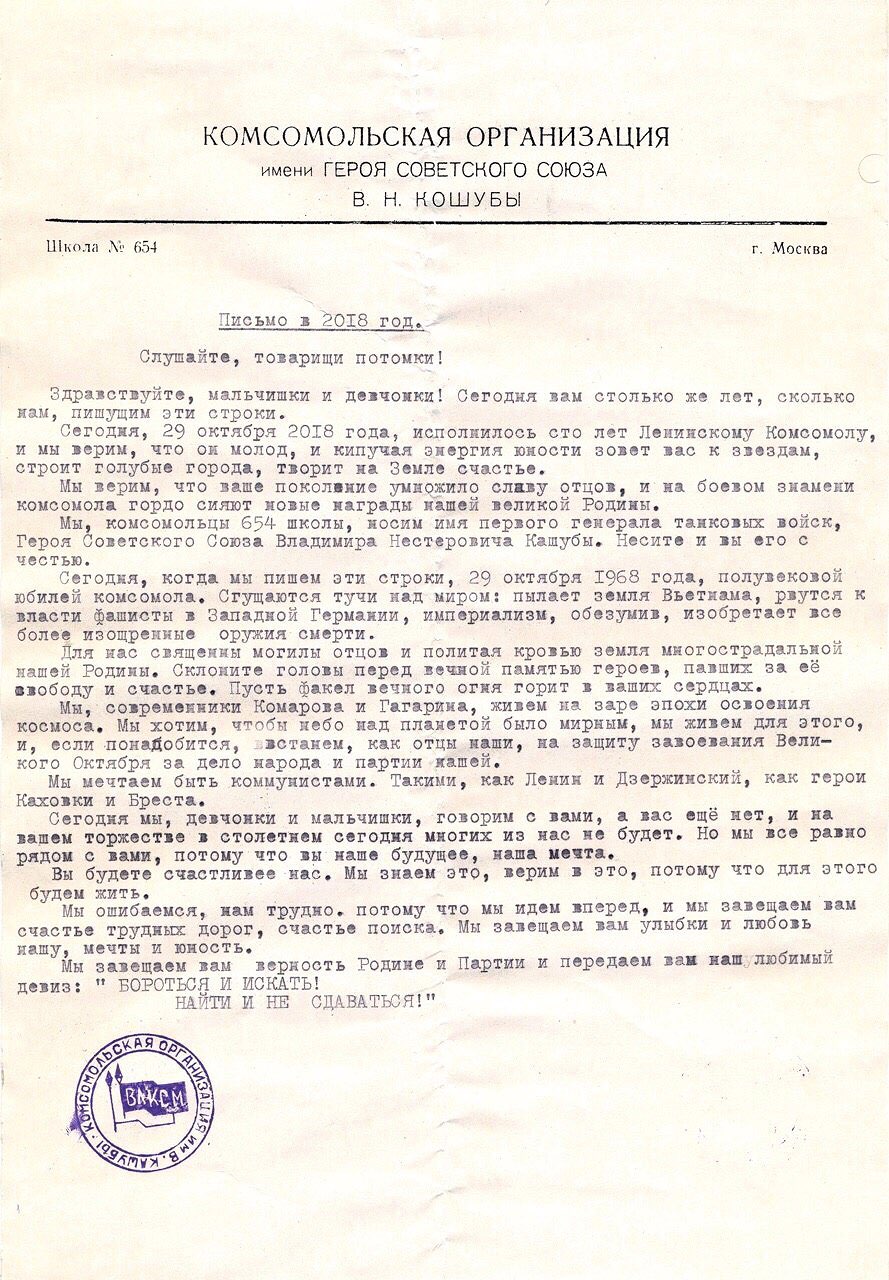 КОМСОМОЛЬСКАЯ ОРГАНИЗАЦИЯ
имени ГЕРОЯ СОВЕТСКОГО СОЮЗА
В. Н. КОШУБЫ
Школа № 654 г. Москва
Письмо в 2018 год.
Слушайте, товарищи потомки!
Здравствуйте, мальчишки и девчонки! Сегодня вам столько же лет, сколько
нам, пишущим эти строки.
Сегодня, 29 октября 2018 года, исполнилось сто лет Ленинскому Комсомолу,
и мы верим, что он молод, и кипучая энергия юности зовет вас к звездам,
строит голубые города, творит на Земле счастье.
Мы верим, что ваше поколение умножило славу отцов, и на боевом знамени
комсомола гордо сияют новые награды нашей великой Родины.
Мы, комсомольцы 654 школы, носим имя первого генерала танковых войск,
Героя Советского Союза Владимира Нестеровича Кашубы. Несите и вы его с
честью.
Сегодня, когда мы пишем эти строки, 29 октября 1968 года, полувековой
юбилей комсомола. Сгущаются тучи над миром: пылает земля Вьетнама, рвутся к
власти фашисты в Западной Германии, империализм, обезумив, изобретает все
более изощренные оружия смерти.
Для нас священны могилы отцов и политая кровью земля многострадальной
нашей Родины. Склоните головы перед вечной памятью героев, павших за её
свободу и счастье. Пусть факел вечного огня горит в ваших сердцах.
Мы, современники Комарова и Гагарина, живем на заре эпохи освоения
космоса. Мы хотим, чтобы небо над планетой было мирным, мы живем для этого,
и, если понадобится, встанем, как отцы наши, на защиту завоевания Вели-
кого Октября за дело народа и партии нашей.
Мы мечтаем быть коммунистами. Такими, как Ленин и Дзержинский, как герои
Каховки и Бреста.
Сегодня мы, девчонки и мальчишки, говорим с вами, а вас ещё нет, и на
вашем торжестве в столетнем сегодня многих из нас не будет. Но мы все равно
рядом с вами, потому что вы наше будущее, наша мечта.
Вы будете счастливее нас. Мы знаем это, верим в это, потому что для этого
будем жить.
Мы ошибаемся, нам трудно. потому что мы идем вперед, и мы завещаем вам
счастье трудных дорог, счастье поиска. Мы завещаем вам улыбки и любовь
нашу, мечты и юность.
Мы завещаем вам верность Родине и Партии и передаем вам наш любимый
девиз: " БОРОТЬСЯ И ИСКАТЬ!
НАЙТИ И НЕ СДАВАТЬСЯ!"
КОМСОМОЛЬСКАЯ ОРГАНИЗАЦИЯ ИМ В. КАШУБЫ
ВЛКСМ